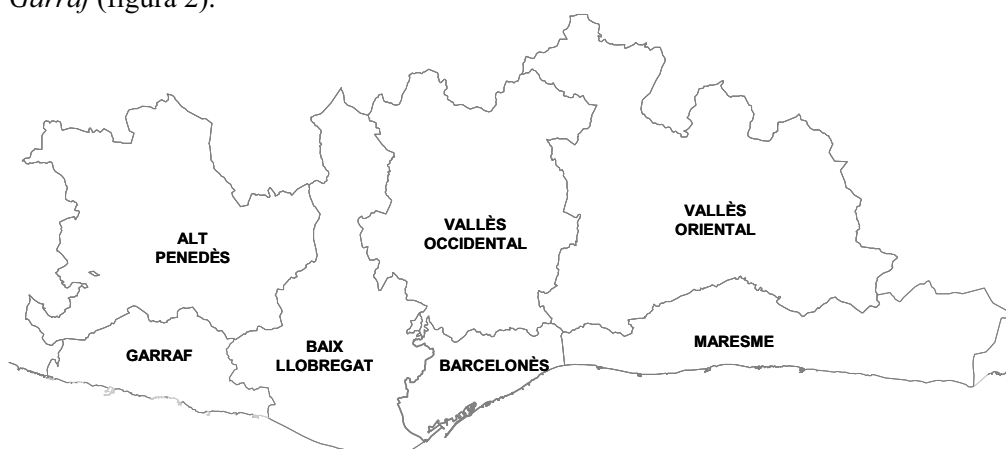 Garraf (figura 2).
VALLÈS
ORIENTAL
VALLÈS
OCCIDENTAL
ALT
PENEDÈS
MARESME
BAIX
LLOBREGAT
GARRAF
BARCELONÈS